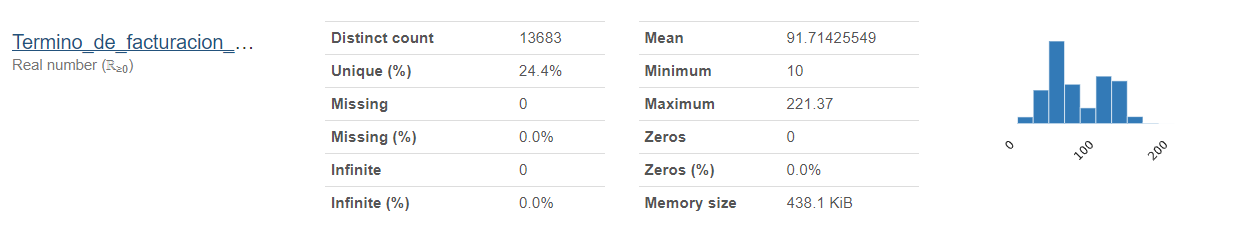 Termino_de_facturacion_…
Real number (ℝ≥0)
Distinct count 13683
Unique (%) 24.4%
Missing 0
Missing (%) 0.0%
Infinite 0
Infinite (%) 0.0%
Mean 91.71425549
Minimum 10
Maximum 221.37
Zeros 0
Zeros (%) 0.0%
Memory size 438.1 KiB
0
100
200